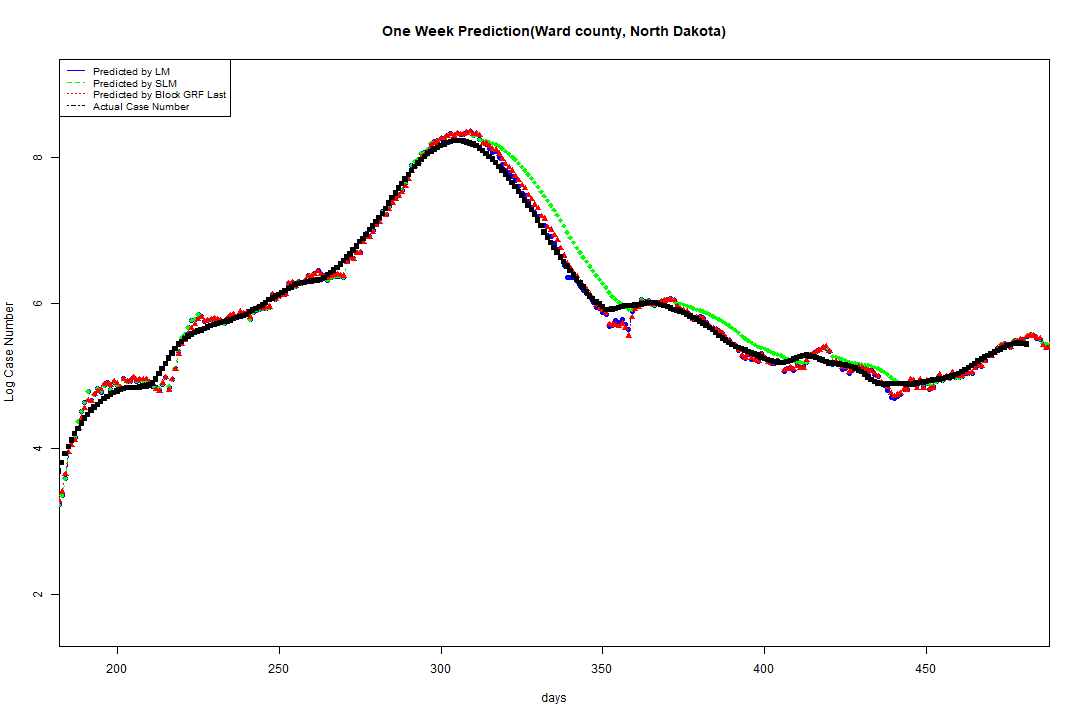 One Week Prediction(Ward county, North Dakota)
Predicted by LM
Predicted by SLM
Predicted by Block GRF Last
Actual Case Number
8
6
4
2
Log Case Number
200 250 300 350 400 450
days